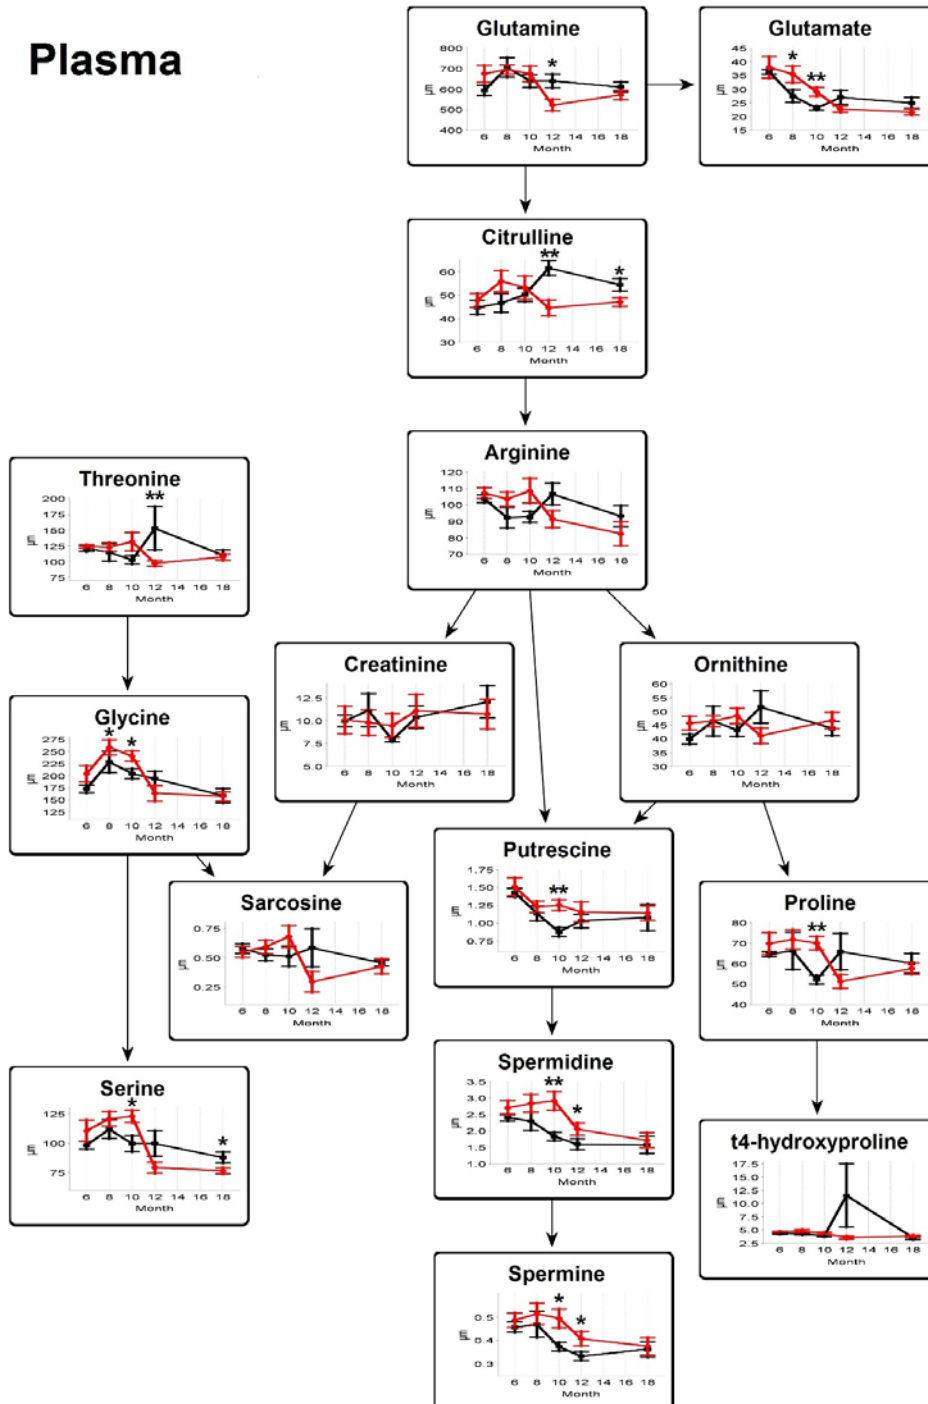 Plasma
Glutamine
800
700
600
500
400
µm
*
6 8 10 12 14 16 18
Month
Glutamate
45
40
35
30
25
20
15
µm
*
**
6 8 10 12 14 16 18
Month
Citrulline
60
50
40
30
µm
**
*
6 8 10 12 14 16 18
Month
Arginine
120
110
100
90
80
70
µm
6 8 10 12 14 16 18
Month
Threonine
200
175
150
125
100
75
µm
**
6 8 10 12 14 16 18
Month
Creatinine
12.5
10.0
7.5
5.0
µm
6 8 10 12 14 16 18
Month
Ornithine
60
55
50
45
40
35
30
µm
6 8 10 12 14 16 18
Month
Glycine
275
250
225
200
175
150
125
µm
*
*
6 8 10 12 14 16 18
Month
Putrescine
1.75
1.50
1.25
1.00
0.75
µm
**
6 8 10 12 14 16 18
Month
Sarcosine
0.75
0.50
0.25
µm
6 8 10 12 14 16 18
Month
Proline
80
70
60
50
40
µm
**
6 8 10 12 14 16 18
Month
Spermidine
3.5
3.0
2.5
2.0
1.5
1.0
µm
**
*
6 8 10 12 14 16 18
Month
Serine
125
100
75
µm
*
*
6 8 10 12 14 16 18
Month
t4-hydroxyproline
17.5
15.0
12.5
10.0
7.5
5.0
2.5
µm
6 8 10 12 14 16 18
Month
Spermine
0.5
0.4
0.3
µm
*
*
6 8 10 12 14 16 18
Month